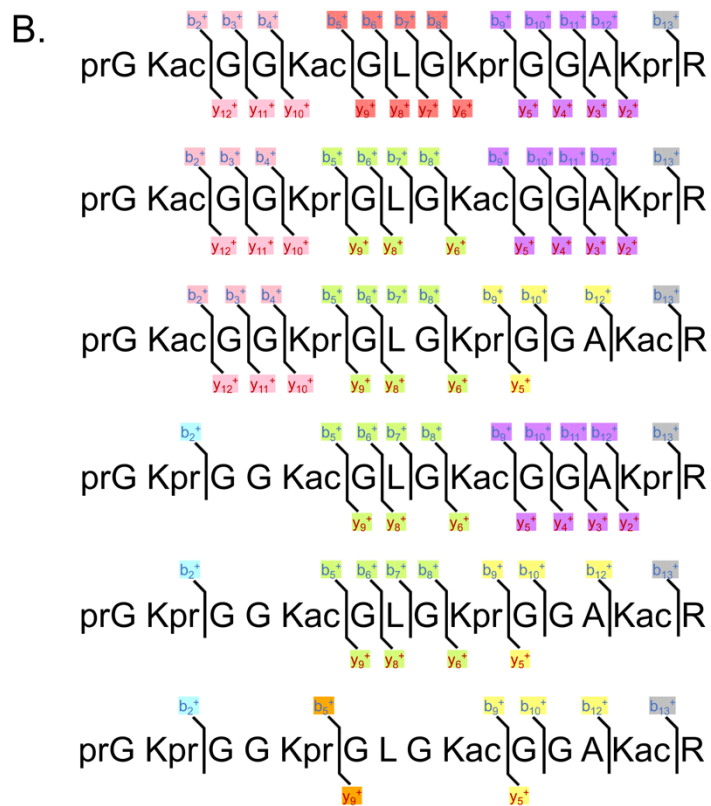 B.
b₂⁺ b₃⁺ b₄⁺ b₅⁺ b₆⁺ b₇⁺ b₈⁺ b₉⁺ b₁₀⁺ b₁₁⁺ b₁₂⁺ b₁₃⁺
prG Kac G G Kac G L G Kpr G G A Kpr R
y₁₂⁺ y₁₁⁺ y₁₀⁺ y₉⁺ y₈⁺ y₇⁺ y₆⁺ y₅⁺ y₄⁺ y₃⁺ y₂⁺
b₂⁺ b₃⁺ b₄⁺ b₅⁺ b₆⁺ b₇⁺ b₈⁺ b₉⁺ b₁₀⁺ b₁₁⁺ b₁₂⁺ b₁₃⁺
prG Kac G G Kpr G L G Kac G G A Kpr R
y₁₂⁺ y₁₁⁺ y₁₀⁺ y₉⁺ y₈⁺ y₆⁺ y₅⁺ y₄⁺ y₃⁺ y₂⁺
b₂⁺ b₃⁺ b₄⁺ b₅⁺ b₆⁺ b₇⁺ b₈⁺ b₉⁺ b₁₀⁺ b₁₂⁺ b₁₃⁺
prG Kac G G Kpr G L G Kpr G G A Kac R
y₁₂⁺ y₁₁⁺ y₁₀⁺ y₉⁺ y₈⁺ y₆⁺ y₅⁺
b₂⁺ b₅⁺ b₆⁺ b₇⁺ b₈⁺ b₉⁺ b₁₀⁺ b₁₁⁺ b₁₂⁺ b₁₃⁺
prG Kpr G G Kac G L G Kac G G A Kpr R
y₉⁺ y₈⁺ y₆⁺ y₅⁺ y₄⁺ y₃⁺ y₂⁺
b₂⁺ b₅⁺ b₆⁺ b₇⁺ b₈⁺ b₉⁺ b₁₀⁺ b₁₂⁺ b₁₃⁺
prG Kpr G G Kac G L G Kpr G G A Kac R
y₉⁺ y₈⁺ y₆⁺ y₅⁺
b₂⁺ b₅⁺ b₉⁺ b₁₀⁺ b₁₂⁺ b₁₃⁺
prG Kpr G G Kpr G L G Kac G G A Kac R
y₉⁺ y₅⁺